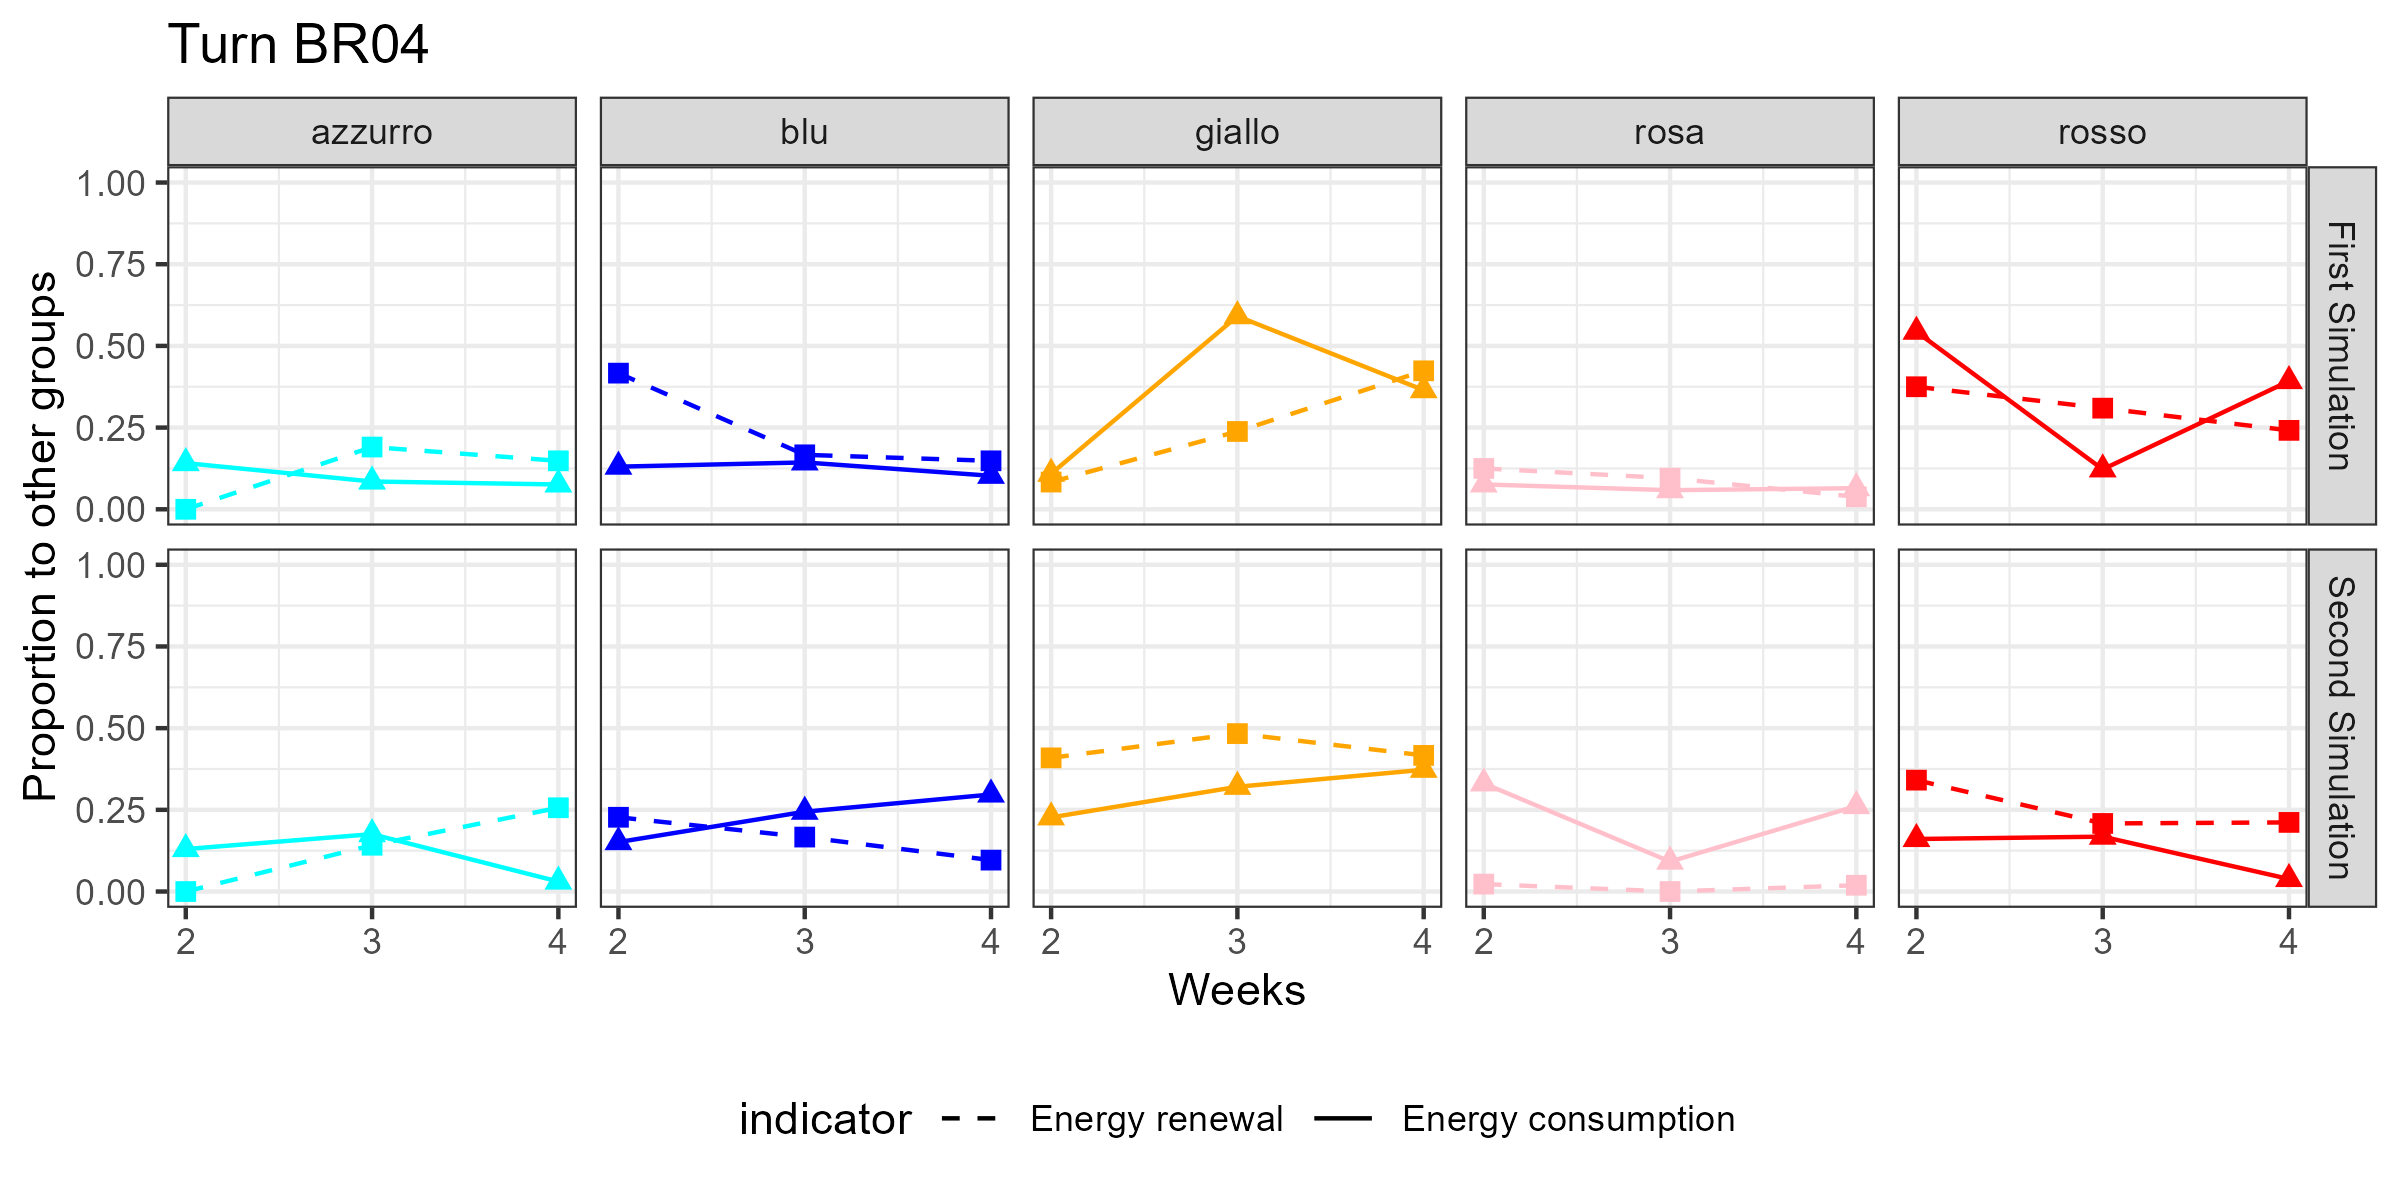 Turn BR04
azzurro
blu
giallo
rosa
rosso
Proportion to other groups
1.00
0.75
0.50
0.25
0.00
First Simulation
1.00
0.75
0.50
0.25
0.00
Second Simulation
2 3 4
2 3 4
2 3 4
2 3 4
2 3 4
Weeks
indicator Energy renewal Energy consumption